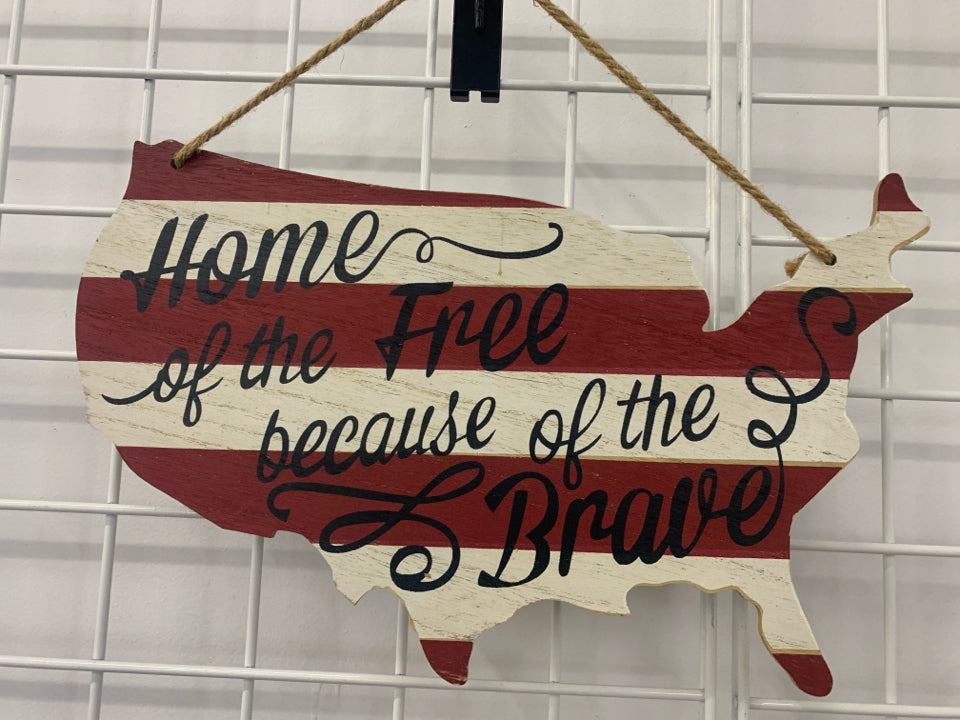 Home
of the Free
because of the
Brave